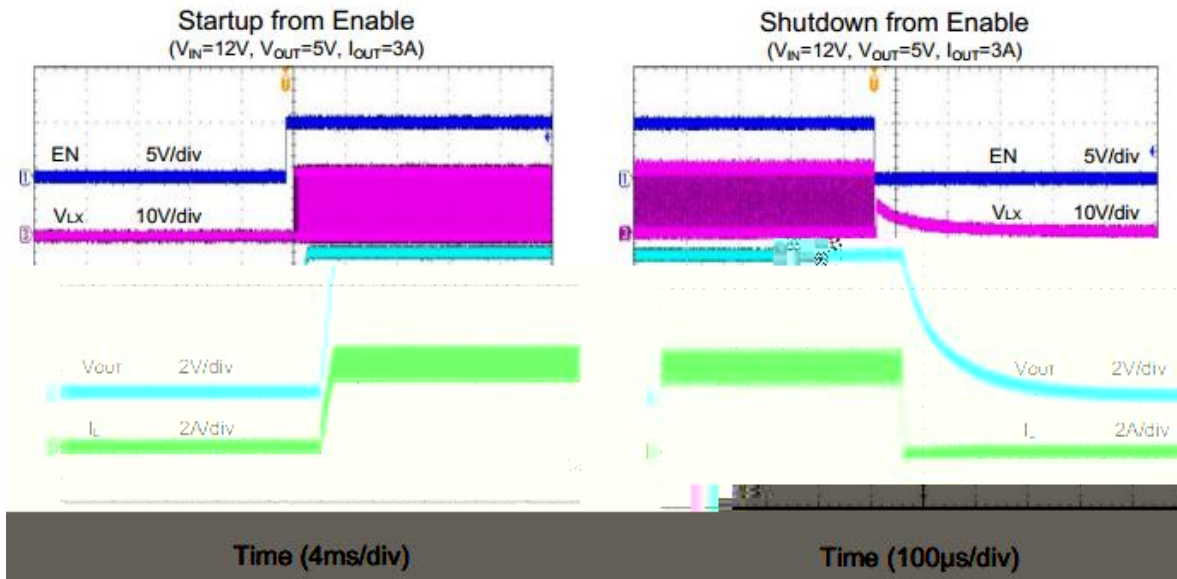 Startup from Enable
(VIN=12V, VOUT=5V, IOUT=3A)
EN 5V/div
VLX 10V/div
VOUT 2V/div
IL 2A/div
Time (4ms/div)
Shutdown from Enable
(VIN=12V, VOUT=5V, IOUT=3A)
EN 5V/div
VLX 10V/div
VOUT 2V/div
IL 2A/div
Time (100μs/div)